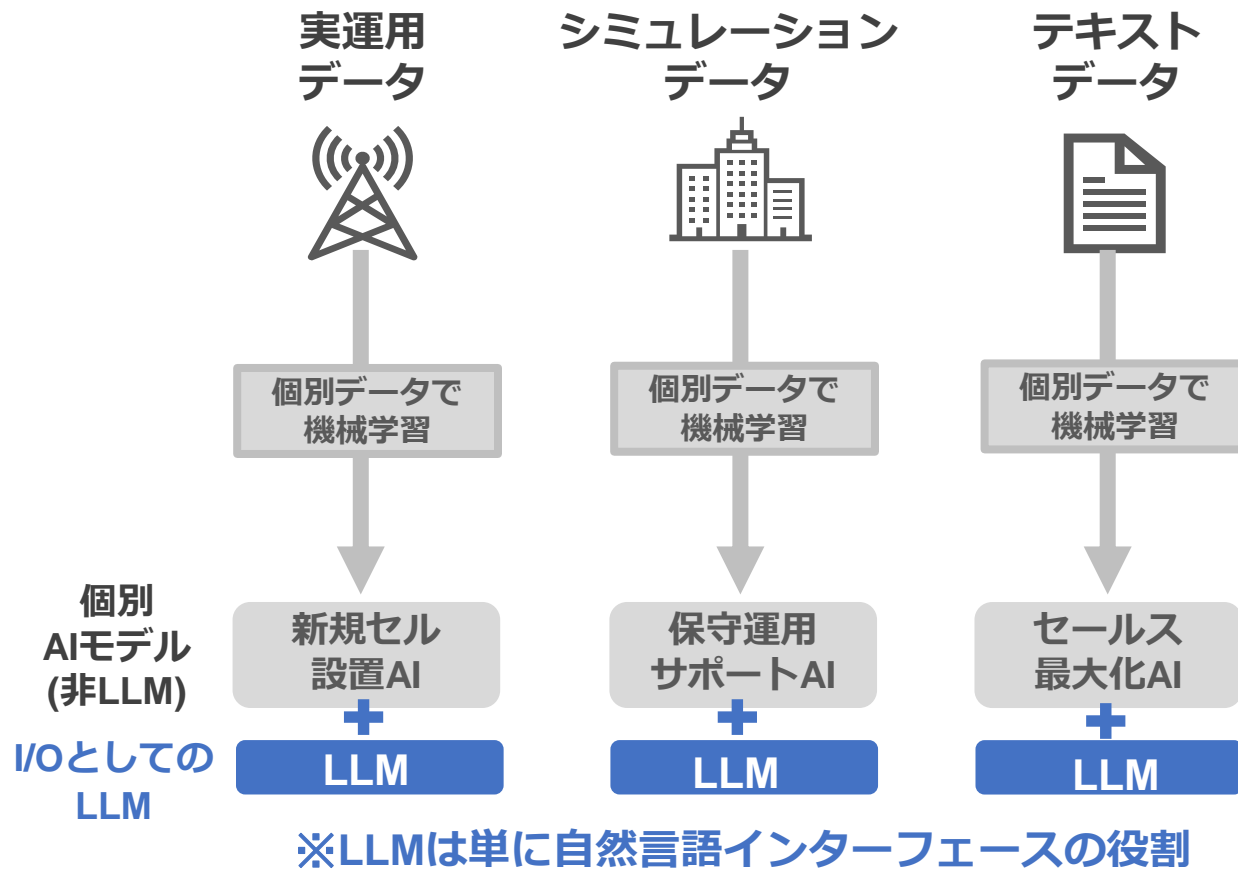 実運用
データ
シミュレーション
データ
テキスト
データ
個別データで
機械学習
個別データで
機械学習
個別データで
機械学習
個別
AIモデル
(非LLM)
新規セル
設置AI
保守運用
サポートAI
セールス
最大化AI
I/Oとしての
LLM
LLM
LLM
LLM
※LLMは単に自然言語インターフェースの役割